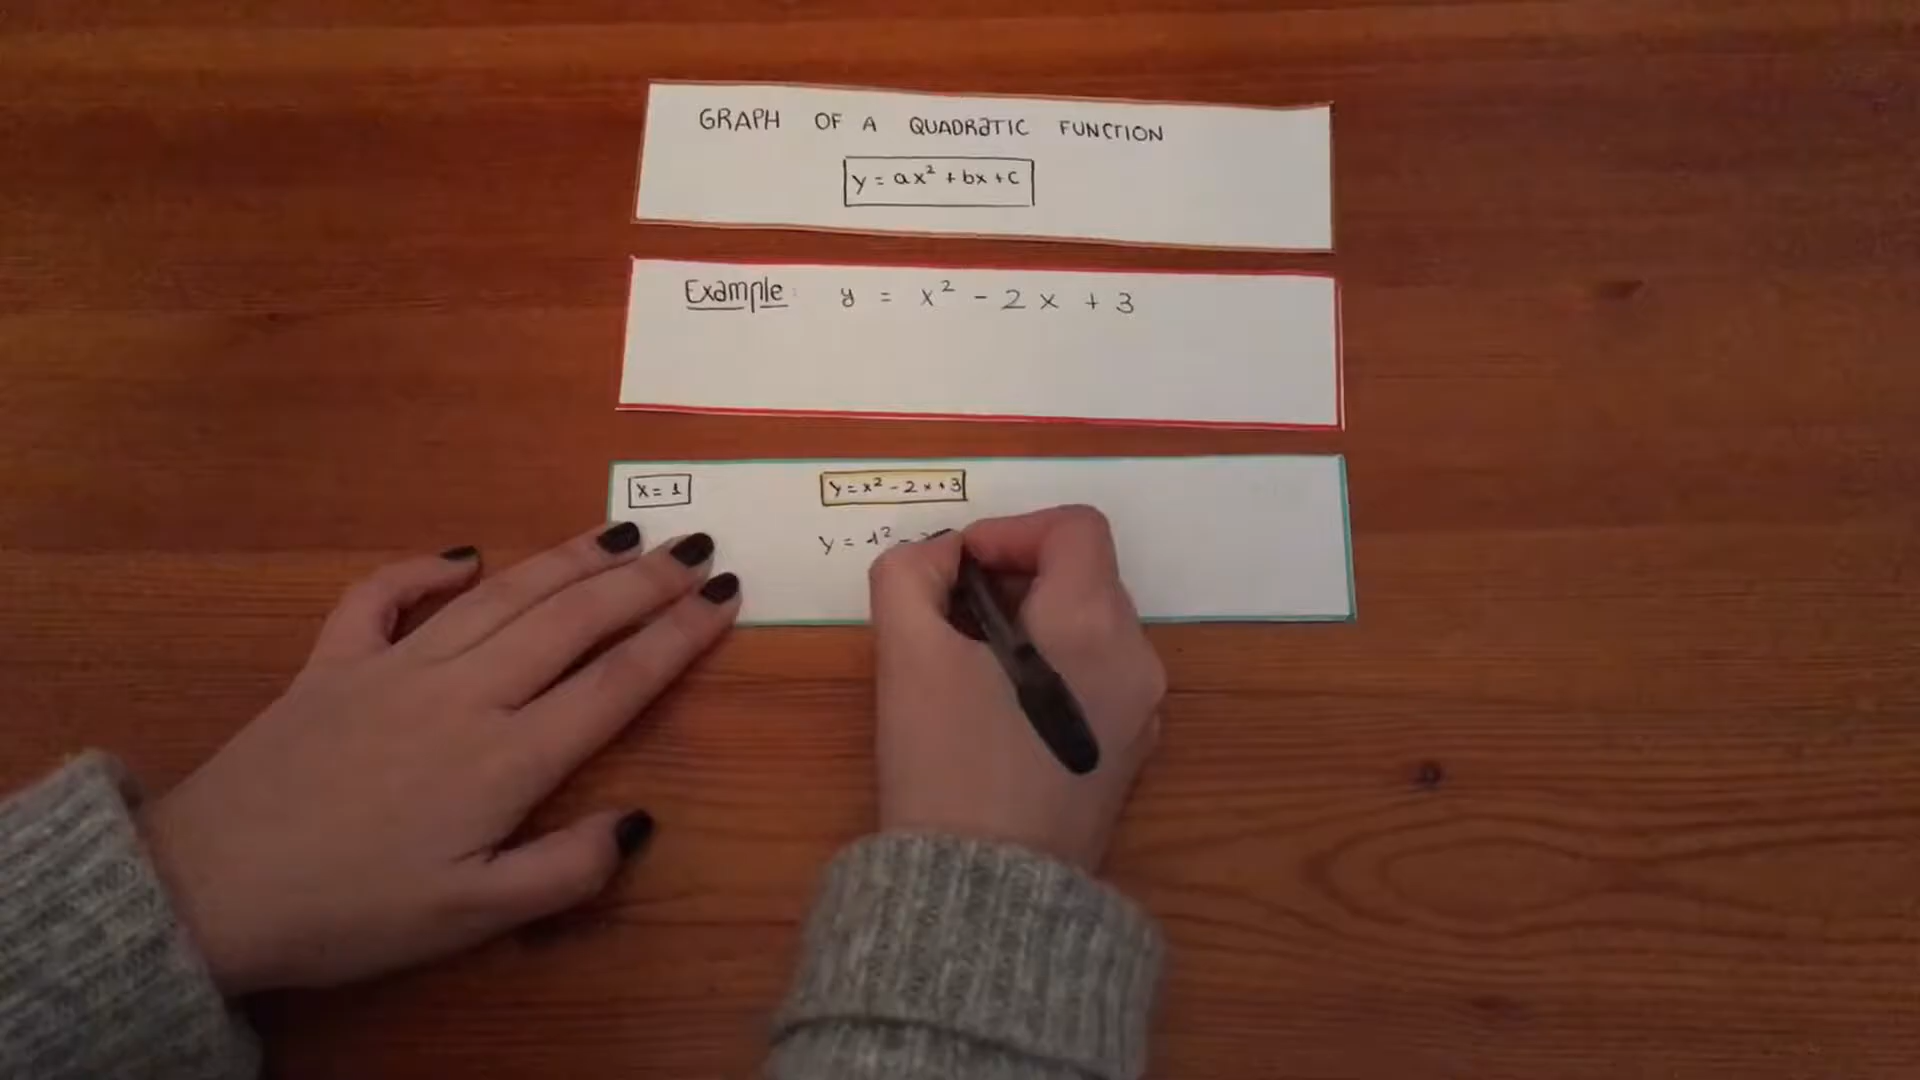 GRAPH OF A QUADRATIC FUNCTION
y = ax² + bx + c
Example: y = x² - 2x + 3
x = 1
y = x² - 2x + 3
y = 1² -